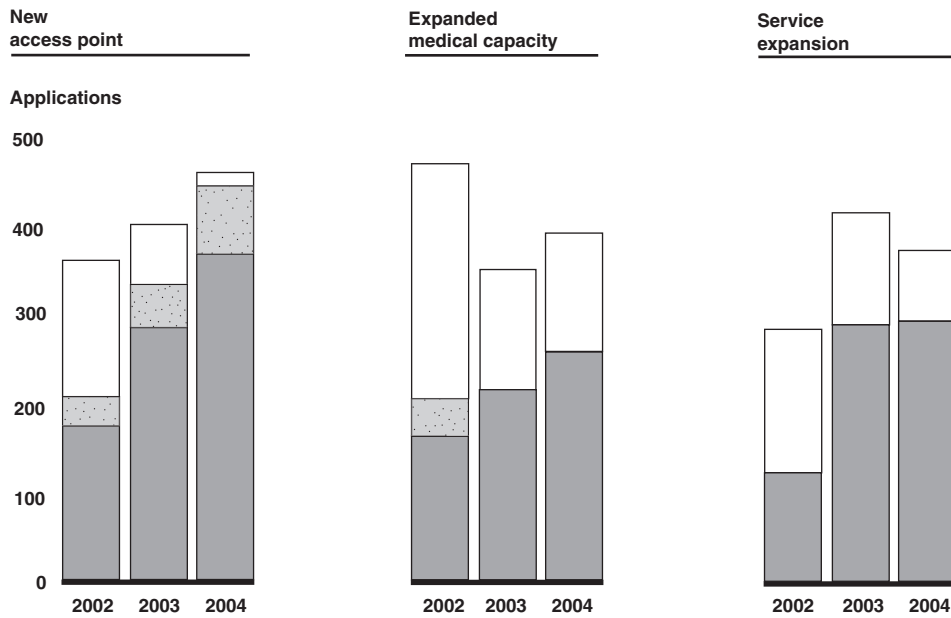 New
access point
Expanded
medical capacity
Service
expansion
Applications
500
400
300
200
100
0
2002 2003 2004
2002 2003 2004
2002 2003 2004